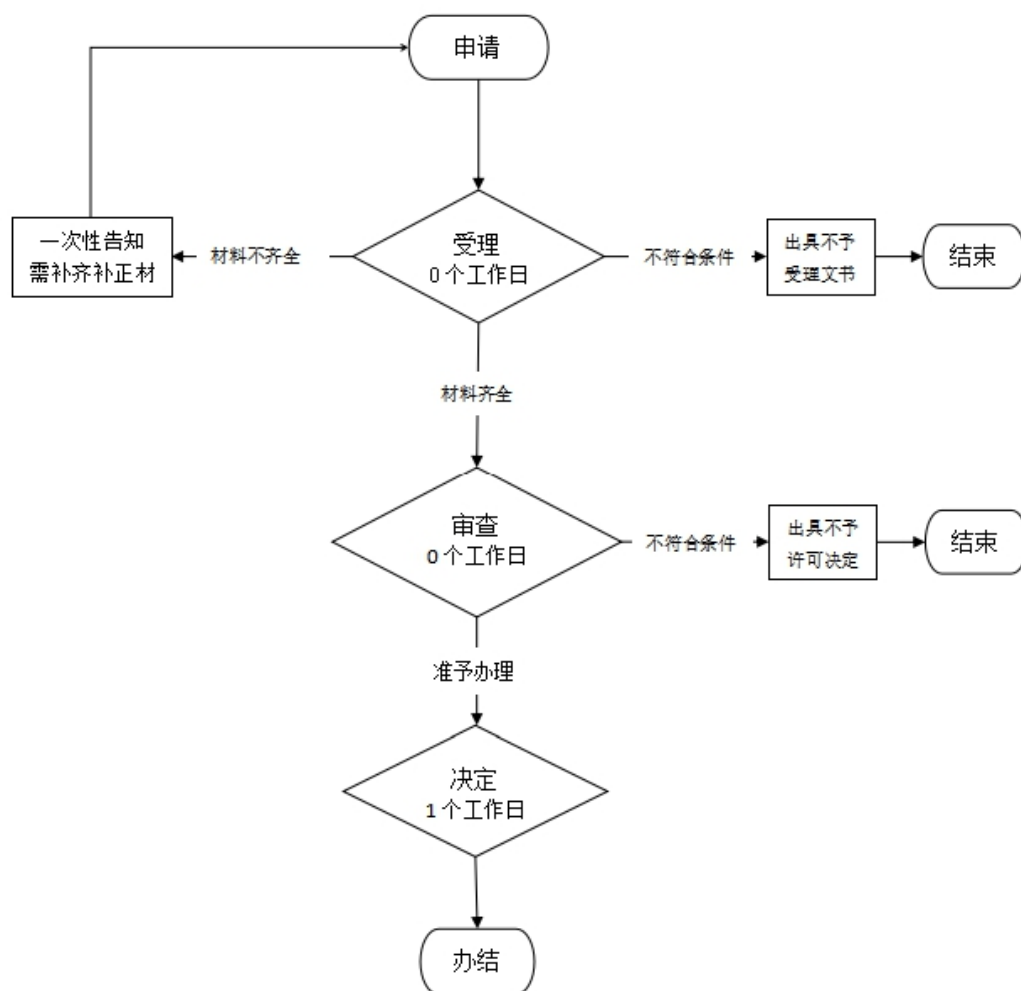 申请
受理
0个工作日
材料不齐全
一次性告知
需补齐补正材
不符合条件
出具不予
受理文书
结束
材料齐全
审查
0个工作日
不符合条件
出具不予
许可决定
结束
准予办理
决定
1个工作日
办结